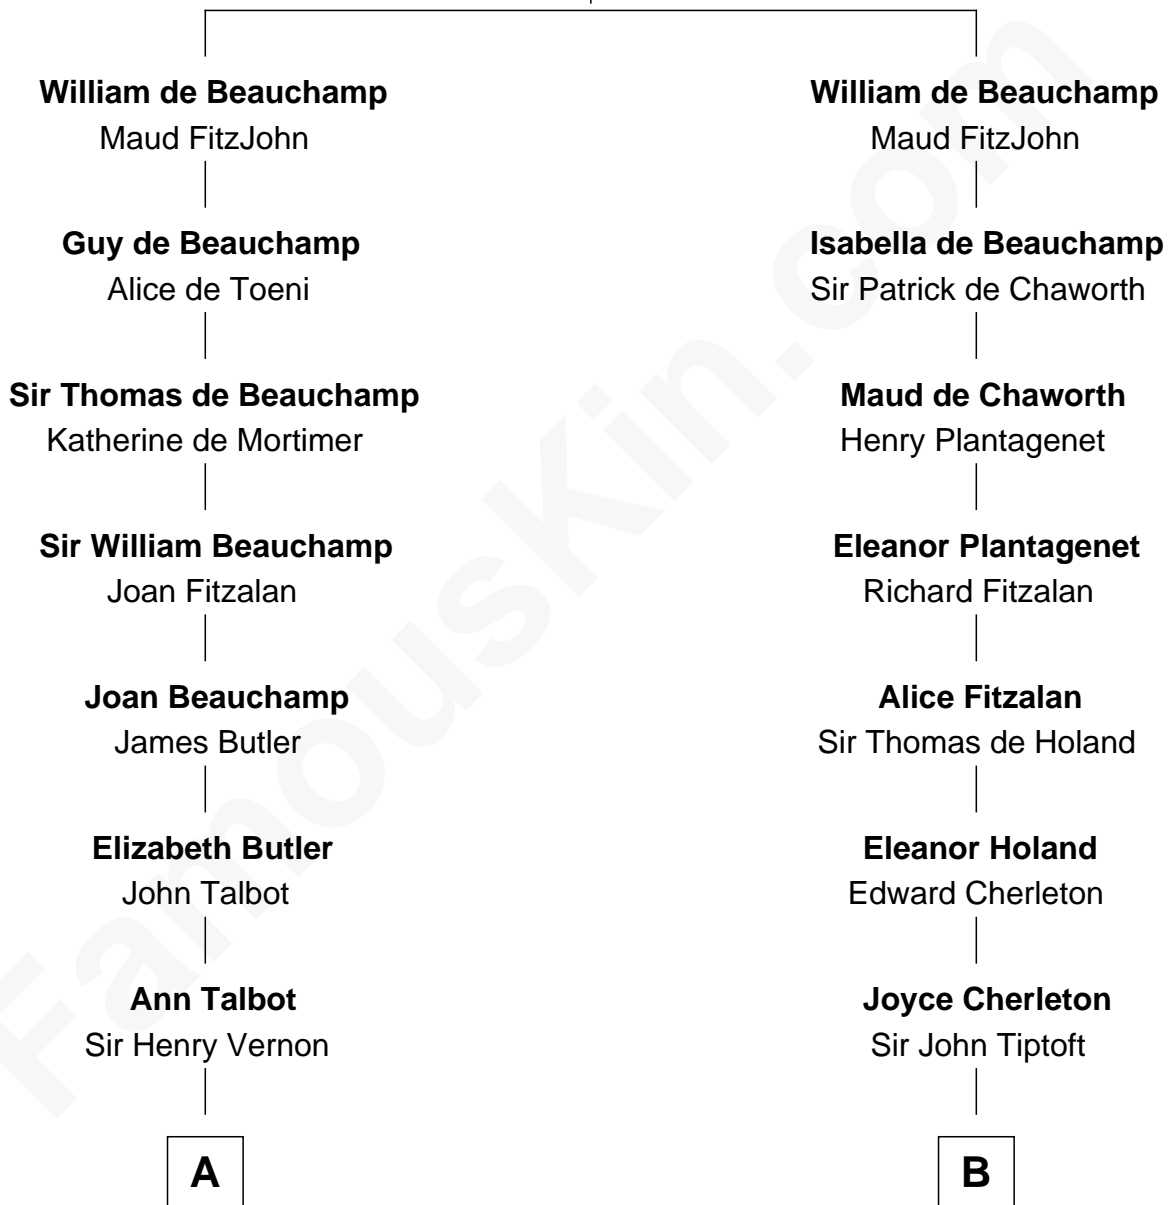 William de Beauchamp
Maud FitzJohn
Guy de Beauchamp
Alice de Toeni
Sir Thomas de Beauchamp
Katherine de Mortimer
Sir William Beauchamp
Joan Fitzalan
Joan Beauchamp
James Butler
Elizabeth Butler
John Talbot
Ann Talbot
Sir Henry Vernon
A
William de Beauchamp
Maud FitzJohn
Isabella de Beauchamp
Sir Patrick de Chaworth
Maud de Chaworth
Henry Plantagenet
Eleanor Plantagenet
Richard Fitzalan
Alice Fitzalan
Sir Thomas de Holand
Eleanor Holand
Edward Cherleton
Joyce Cherleton
Sir John Tiptoft
B
FamousKin.com